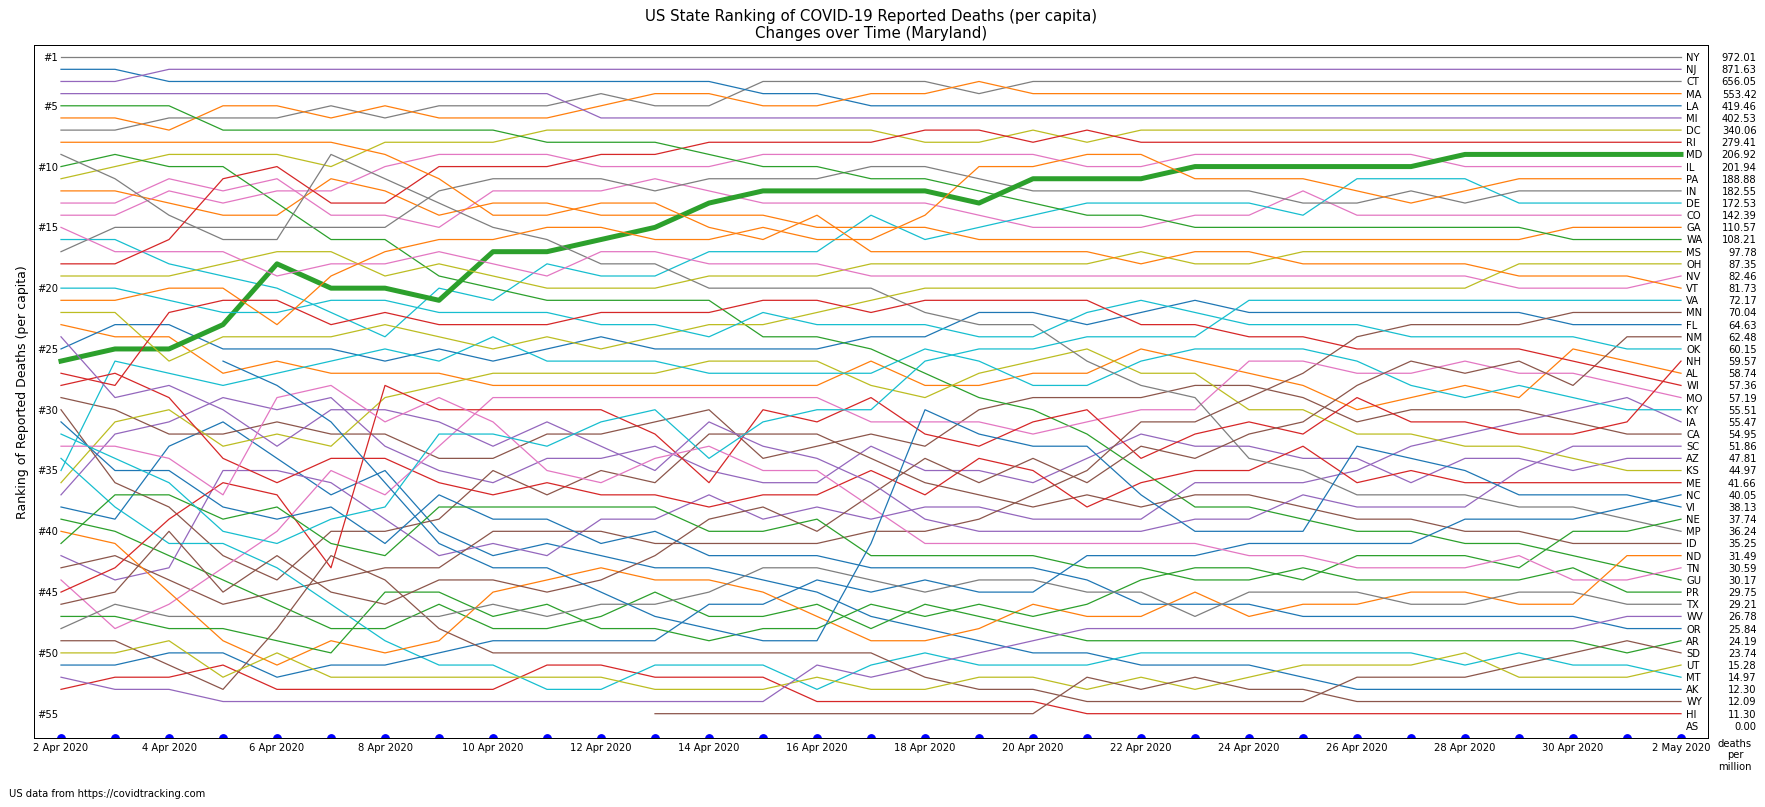 US State Ranking of COVID-19 Reported Deaths (per capita)
Changes over Time (Maryland)
Ranking of Reported Deaths (per capita)
#1
#5
#10
#15
#20
#25
#30
#35
#40
#45
#50
#55
NY 972.01
NJ 871.63
CT 656.05
MA 553.42
LA 419.46
MI 402.53
DC 340.06
RI 279.41
MD 206.92
IL 201.94
PA 188.88
IN 182.55
DE 172.53
CO 142.39
GA 110.57
WA 108.21
MS 97.78
OH 87.35
NV 82.46
VT 81.73
VA 72.17
MN 70.04
FL 64.63
NM 62.48
OK 60.15
NH 59.57
AL 58.74
WI 57.36
MO 57.19
KY 55.51
IA 55.47
CA 54.95
SC 51.86
AZ 47.81
KS 44.97
ME 41.66
NC 40.05
VI 38.13
NE 37.74
MP 36.24
ID 35.25
ND 31.49
TN 30.59
GU 30.17
PR 29.75
TX 29.21
WV 26.78
OR 25.84
AR 24.19
SD 23.74
UT 15.28
MT 14.97
AK 12.30
WY 12.09
HI 11.30
AS 0.00
2 Apr 2020 4 Apr 2020 6 Apr 2020 8 Apr 2020 10 Apr 2020 12 Apr 2020 14 Apr 2020 16 Apr 2020 18 Apr 2020 20 Apr 2020 22 Apr 2020 24 Apr 2020 26 Apr 2020 28 Apr 2020 30 Apr 2020 2 May 2020
deaths
per
million
US data from https://covidtracking.com